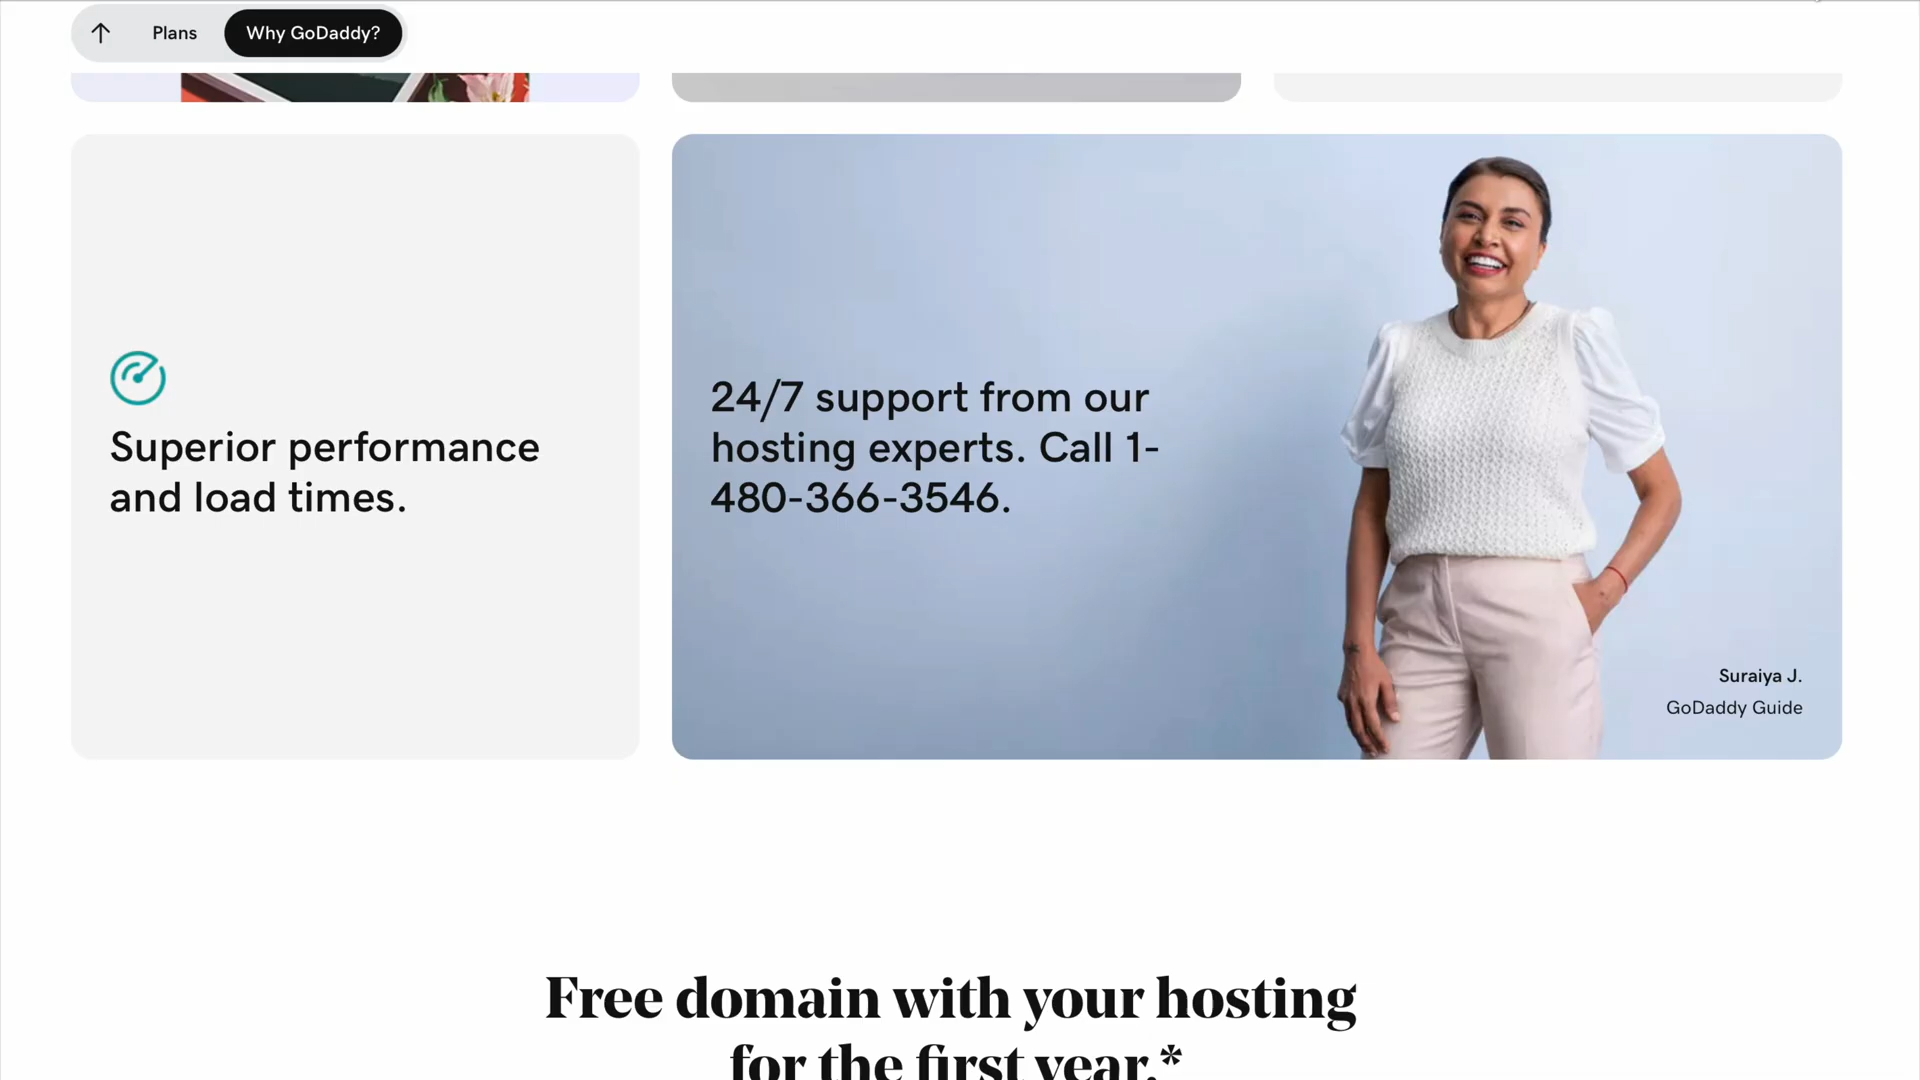 Plans
Why GoDaddy?
Superior performance
and load times.
24/7 support from our
hosting experts. Call 1-
480-366-3546.
Suraiya J.
GoDaddy Guide
Free domain with your hosting
for the first year.*